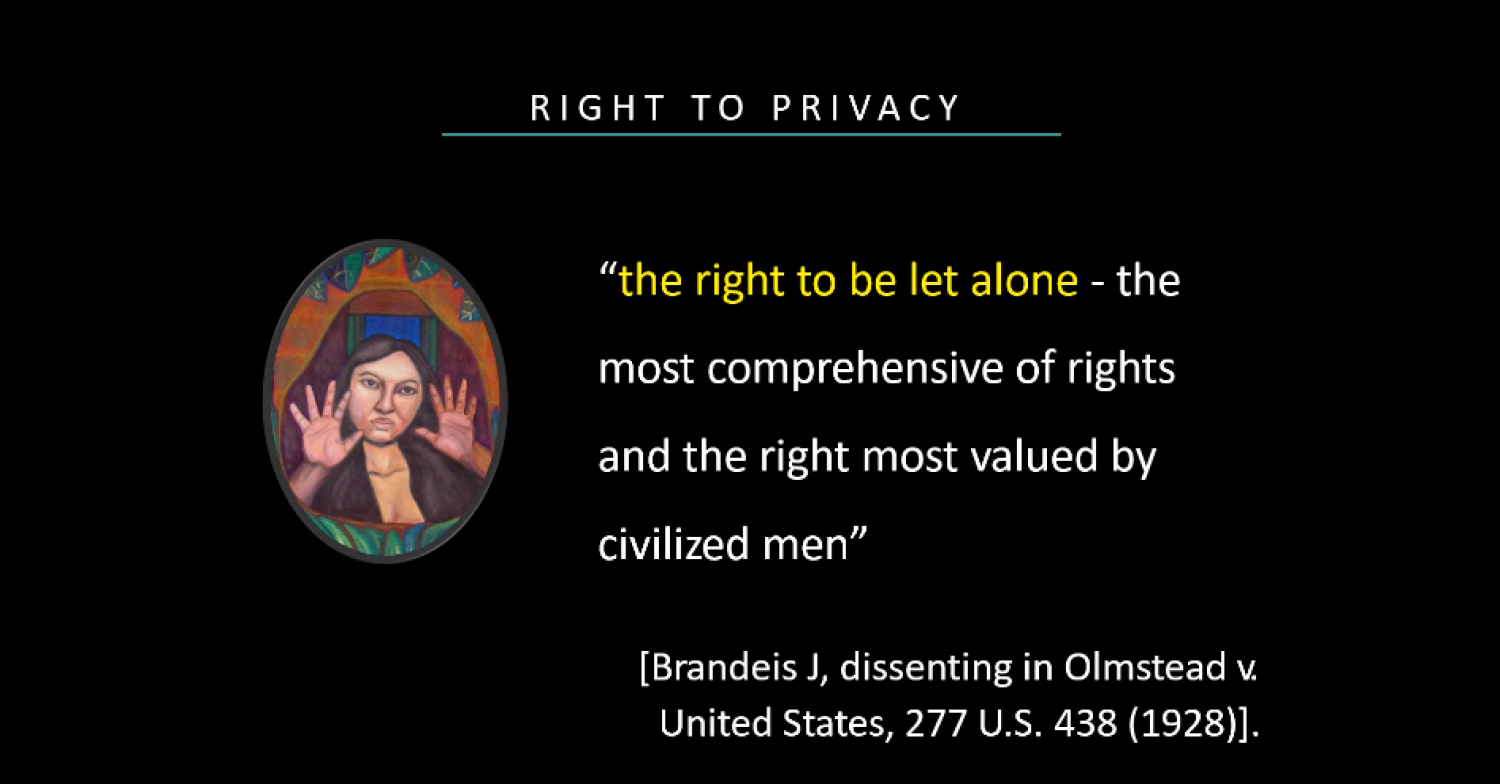 RIGHT TO PRIVACY
“the right to be let alone - the
most comprehensive of rights
and the right most valued by
civilized men”
[Brandeis J, dissenting in Olmstead v.
United States, 277 U.S. 438 (1928)].